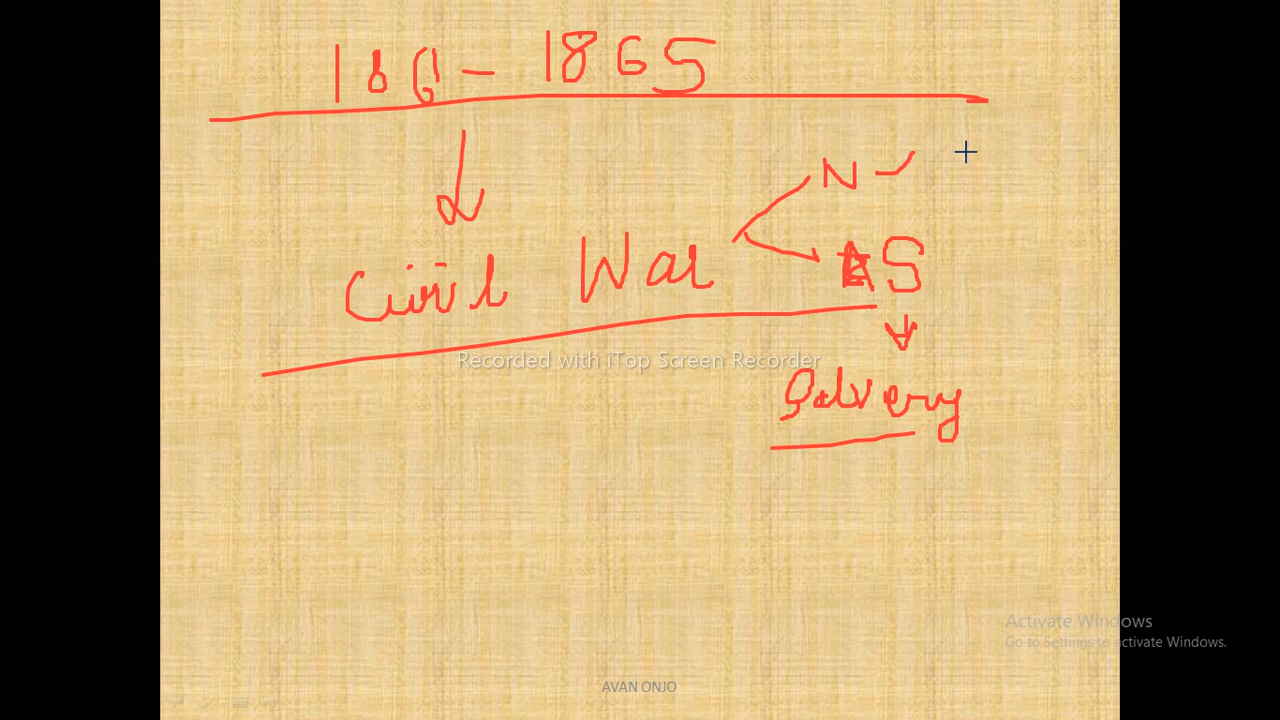 1861 - 1865
N
Civil War
S
Recorded with iTop Screen Recorder
Salvery
Activate Windows
Go to Settings to activate Windows.
AVAN ONJO